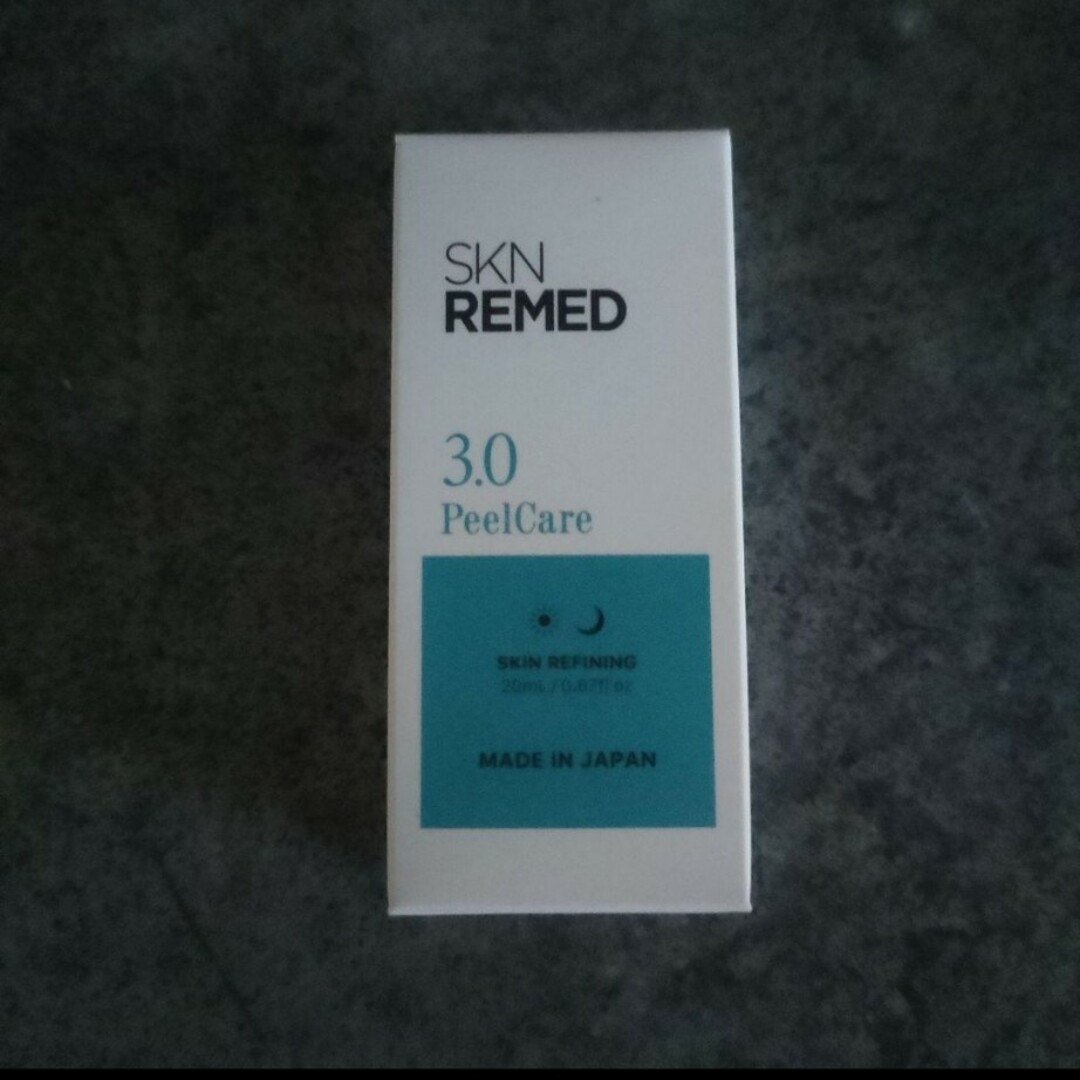 SKN
REMED
3.0
PeelCare
SKIN REFINING
20mL / 0.67fl oz
MADE IN JAPAN